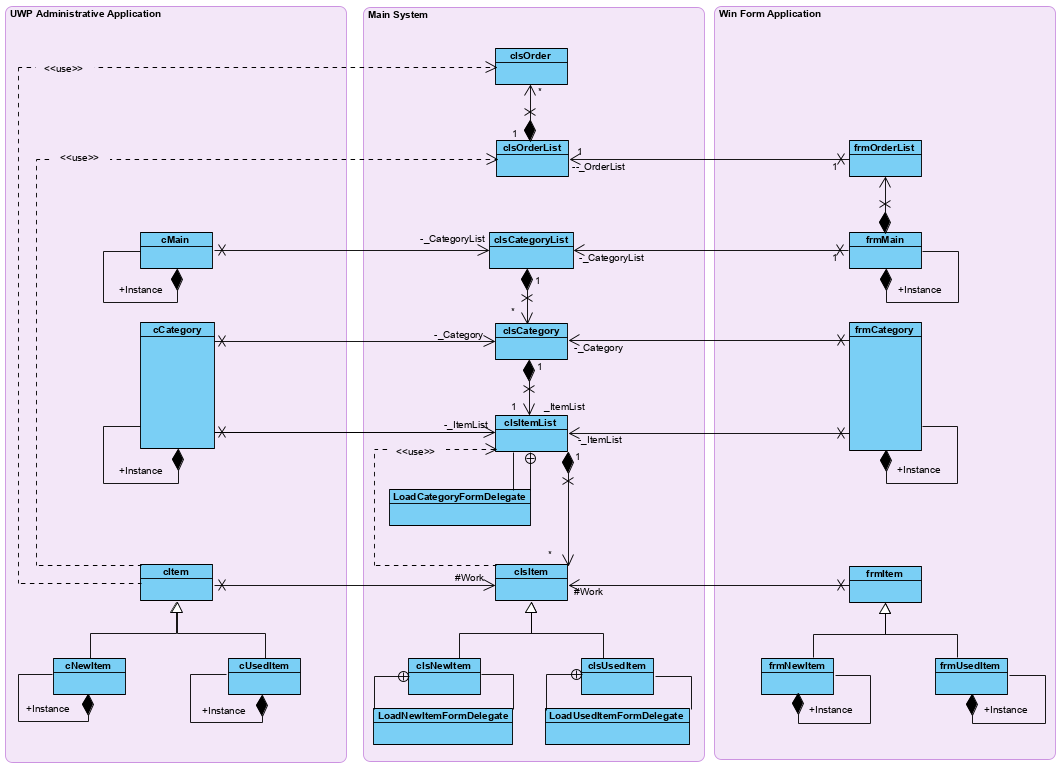 UWP Administrative Application
Main System
Win Form Application
clsOrder
<<use>>
*
1
clsOrderList
frmOrderList
<<use>>
1
--_OrderList
1
cMain
-_CategoryList
clsCategoryList
frmMain
-_CategoryList
1
+Instance
1
+Instance
*
cCategory
clsCategory
frmCategory
-_Category
-_Category
1
1
_ItemList
-_ItemList
clsItemList
-_ItemList
<<use>>
1
+Instance
+Instance
LoadCategoryFormDelegate
*
cItem
clsItem
frmItem
#Work
#Work
cNewItem
cUsedItem
clsNewItem
clsUsedItem
frmNewItem
frmUsedItem
+Instance
+Instance
LoadNewItemFormDelegate
LoadUsedItemFormDelegate
+Instance
+Instance